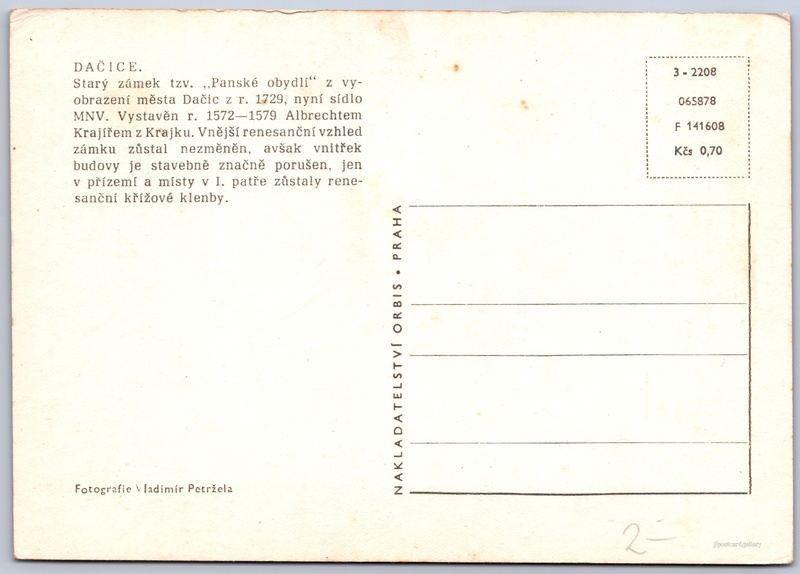 DAČICE.
Starý zámek tzv. „Panské obydlí“ z vy-
obrazení města Dačic z r. 1729, nyní sídlo
MNV. Vystavěn r. 1572—1579 Albrechtem
Krajířem z Krajku. Vnější renesanční vzhled
zámku zůstal nezměněn, avšak vnitřek
budovy je stavebně značně porušen, jen
v přízemí a místy v I. patře zůstaly rene-
sanční křížové klenby.
Fotografie Vladimír Petržela
NAKLADATELSTVÍ ORBIS • PRAHA
3 - 2208
065878
F 141608
Kčs 0,70
2—